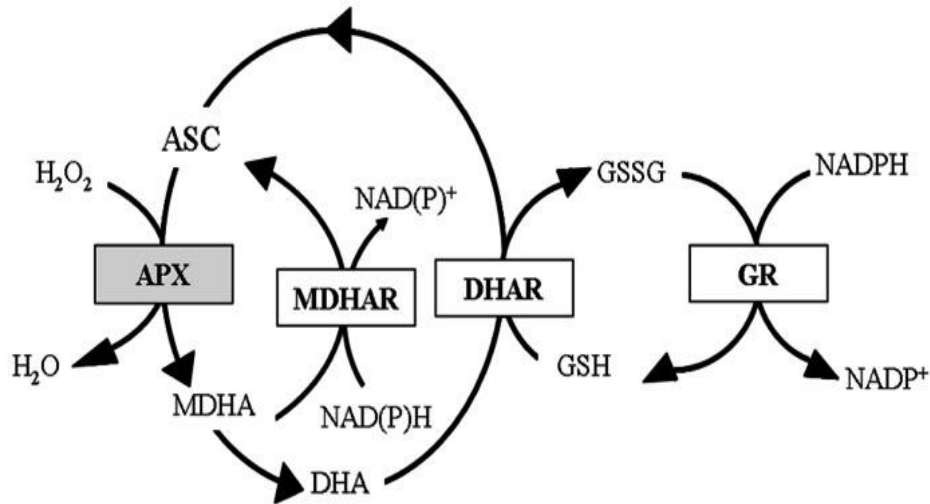 ASC
H₂O₂
NAD(P)⁺
GSSG
NADPH
APX
MDHAR
DHAR
GR
H₂O
MDHA
NAD(P)H
GSH
NADP⁺
DHA